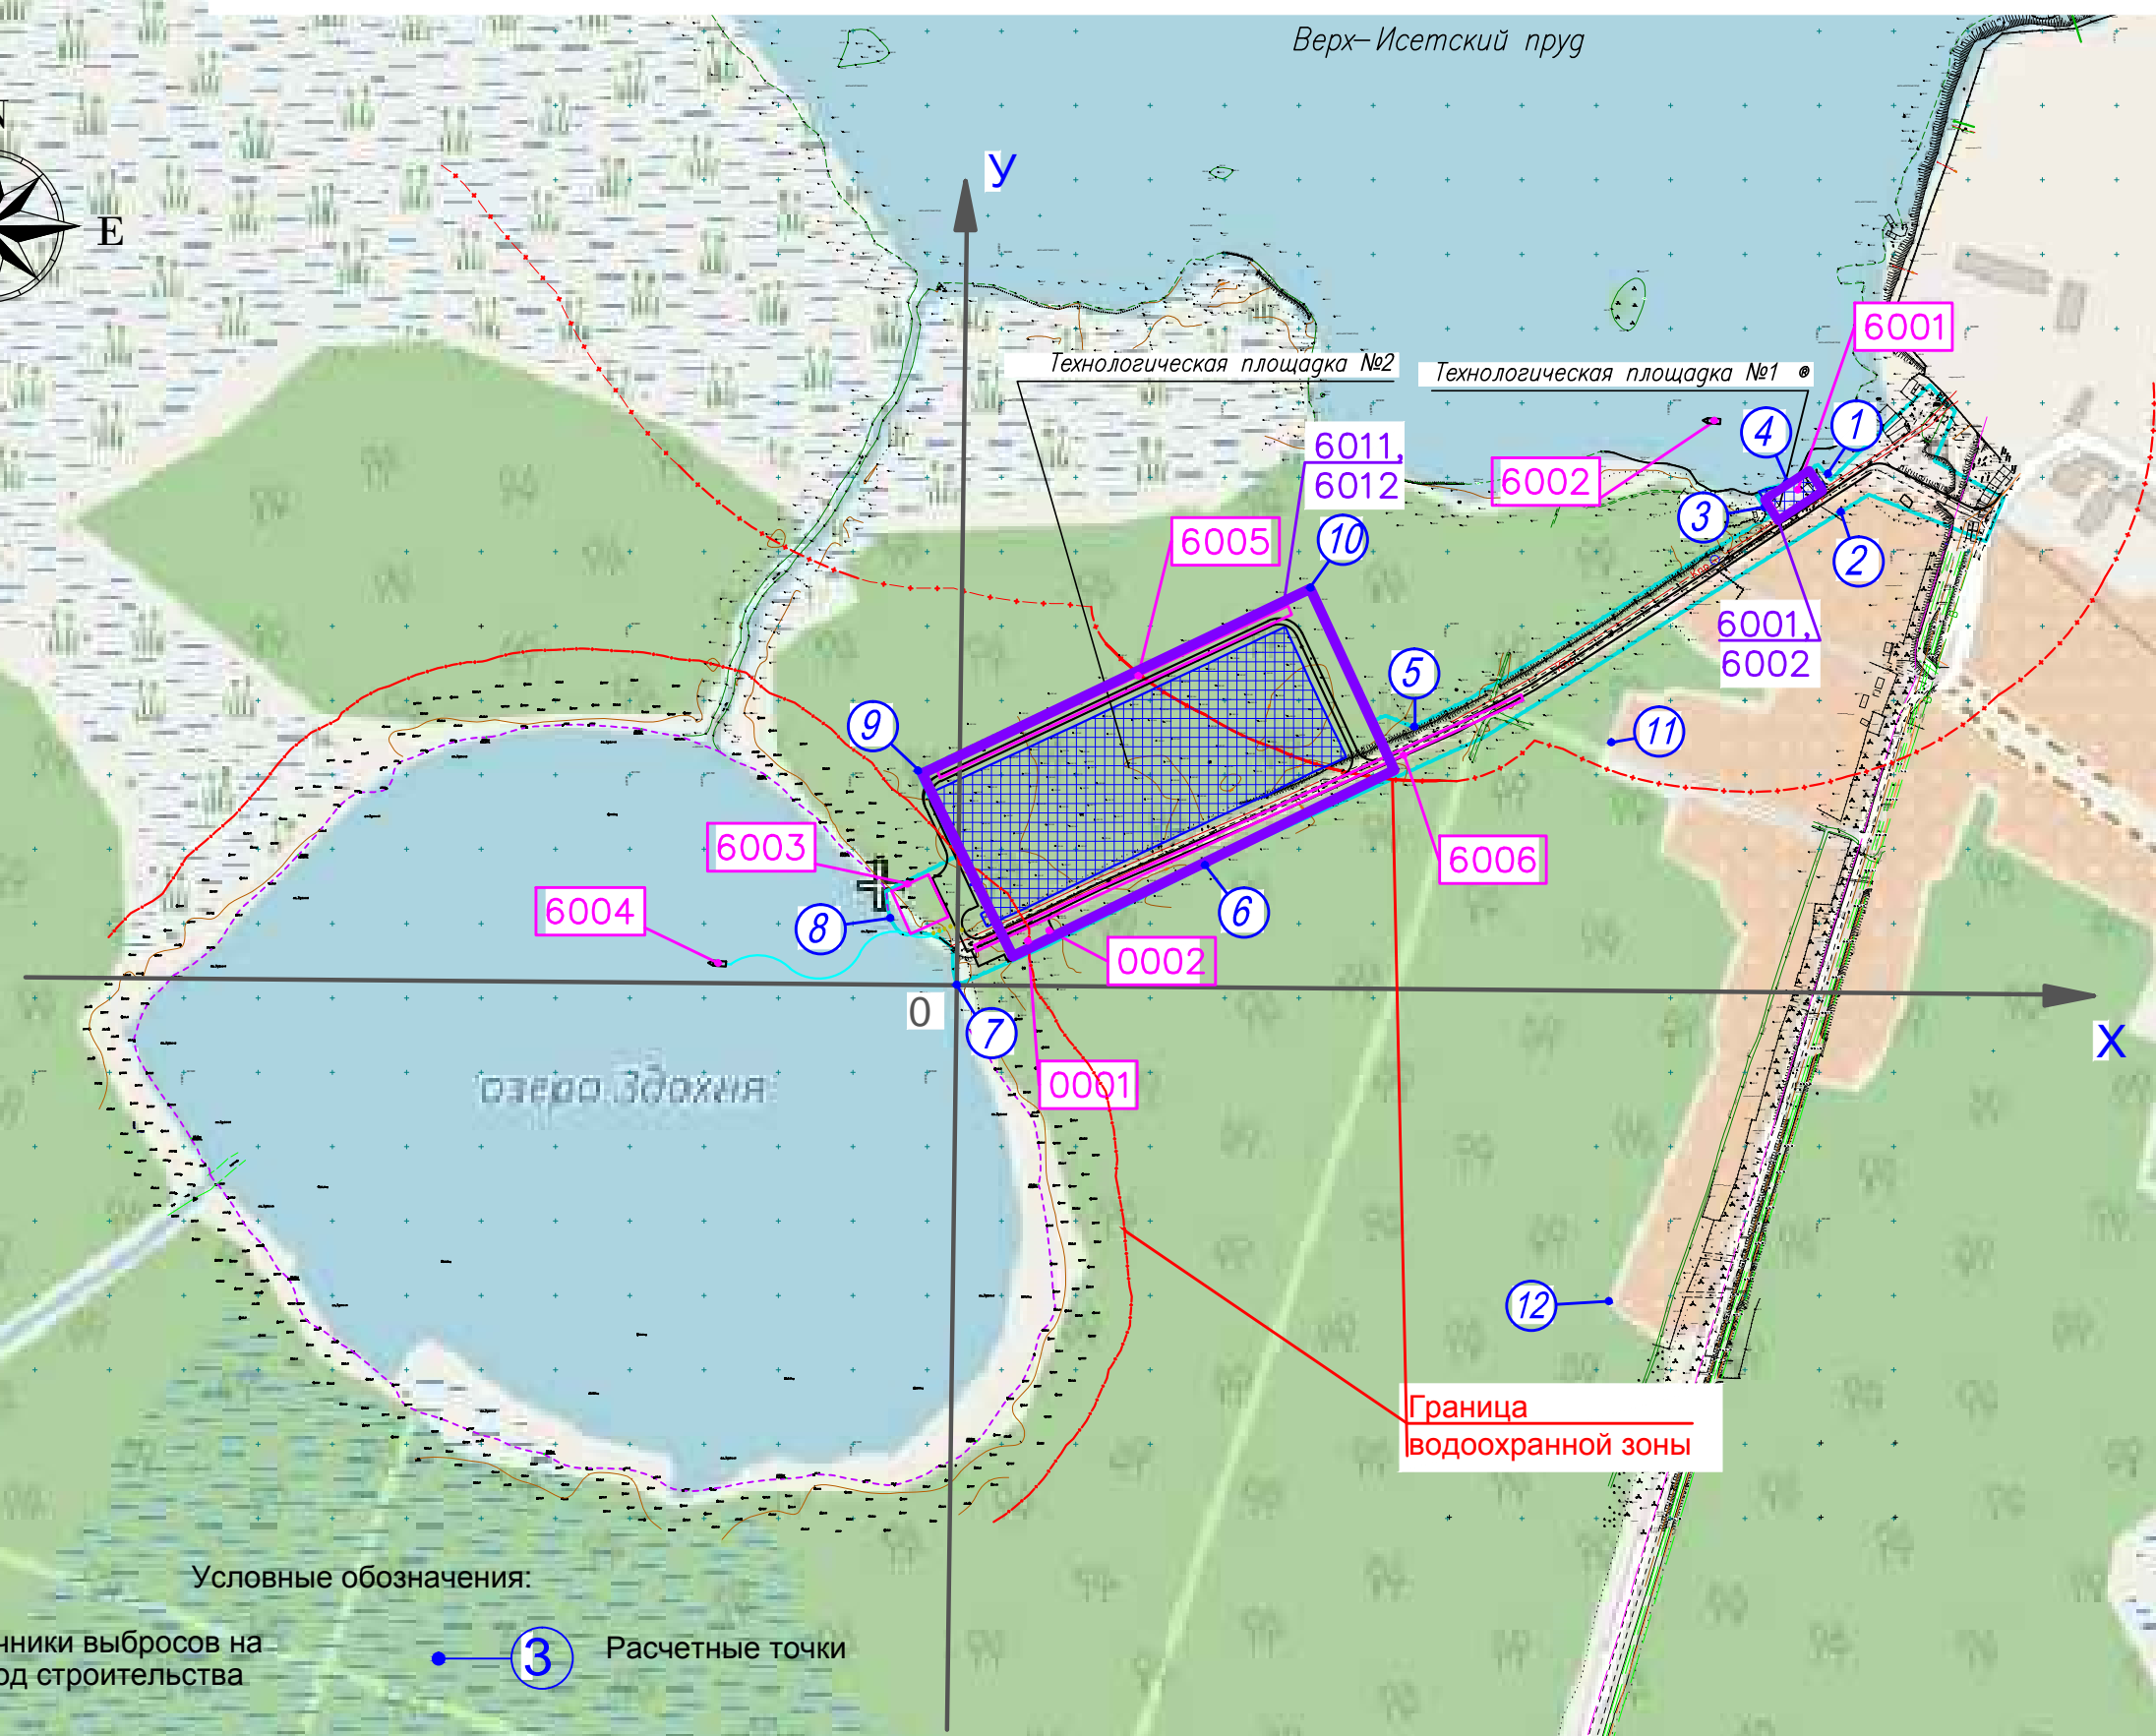 Верх-Исетский пруд
У
E
6001
Технологическая площадка №2
Технологическая площадка №1
4
1
6011,
6012
6002
3
10
6005
2
6001,
6002
5
9
11
6003
6006
6004
8
6
0002
0
7
X
0001
озеро Здохня
12
Граница
водоохранной зоны
Условные обозначения:
чники выбросов на
од строительства
3
Расчетные точки